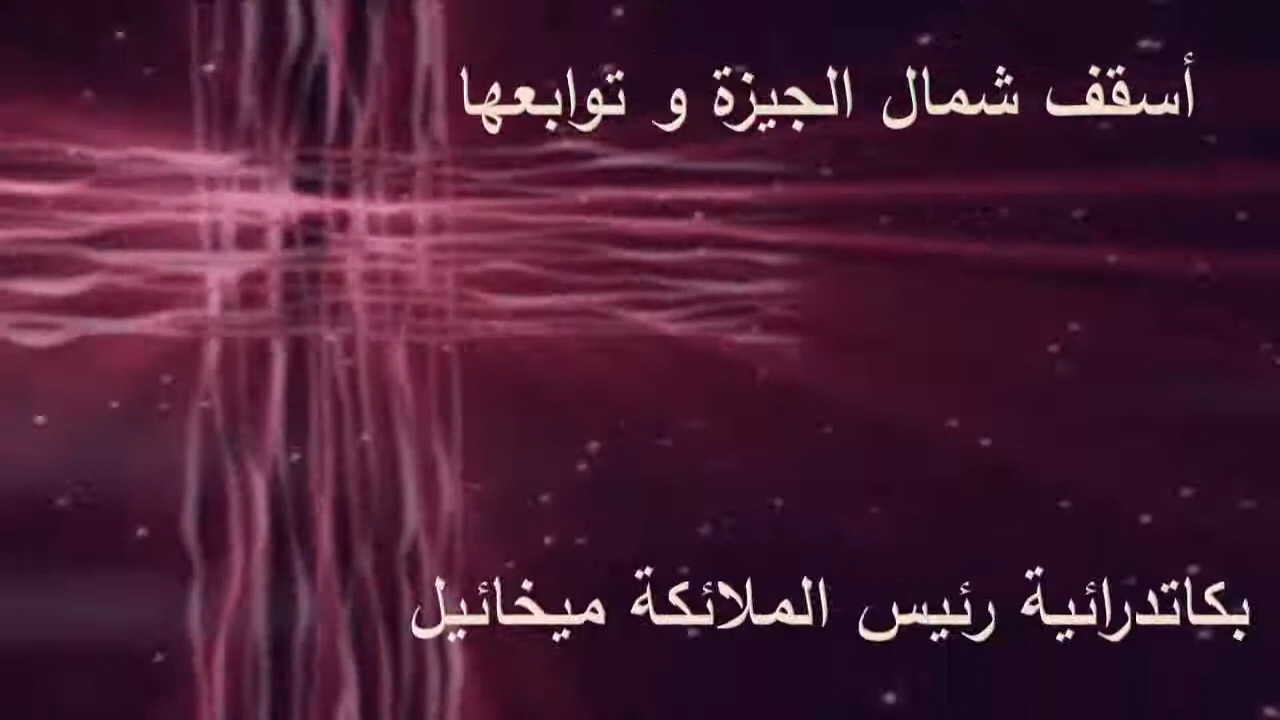 أسقف شمال الجيزة و توابعها
بكاتدرائية رئيس الملائكة ميخائيل